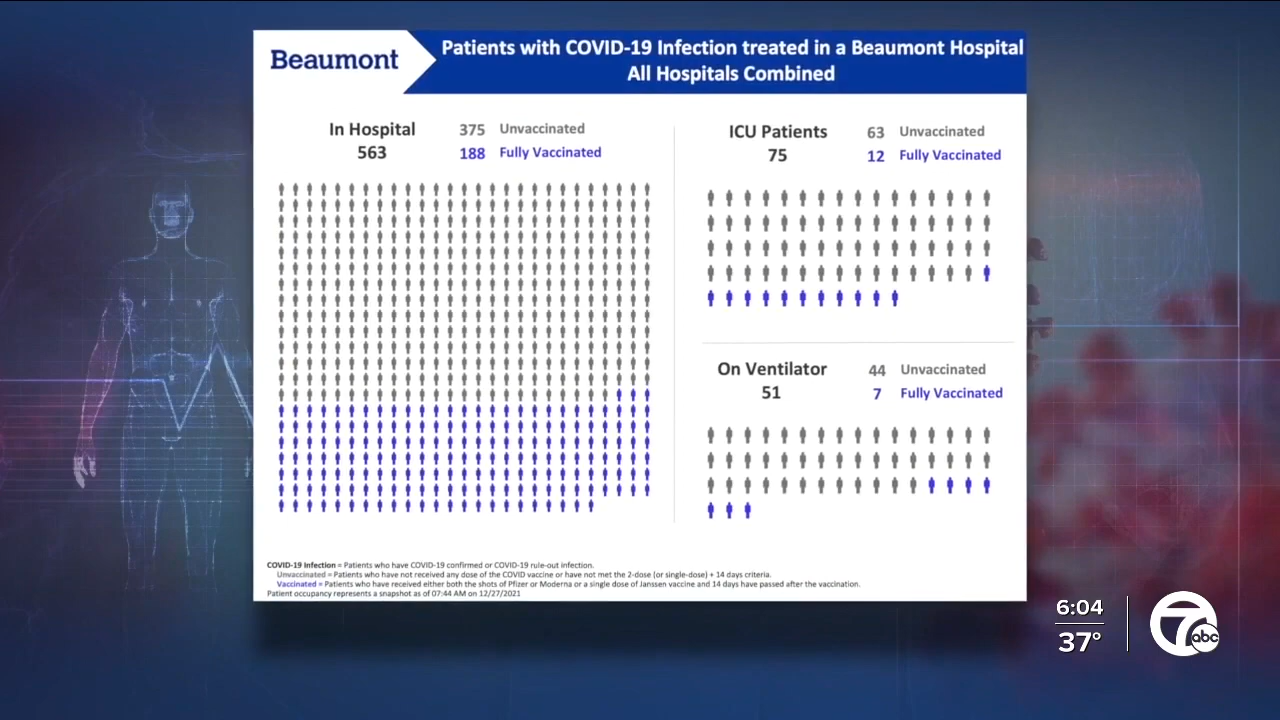 Beaumont
Patients with COVID-19 Infection treated in a Beaumont Hospital
All Hospitals Combined
In Hospital
563
375 Unvaccinated
188 Fully Vaccinated
ICU Patients
75
63 Unvaccinated
12 Fully Vaccinated
On Ventilator
51
44 Unvaccinated
7 Fully Vaccinated
COVID-19 Infection = Patients who have COVID-19 confirmed or COVID-19 rule-out infection.
Unvaccinated = Patients who have not received any dose of the COVID vaccine or have not met the 2-dose (or single-dose) + 14 days criteria.
Vaccinated = Patients who have received either both the shots of Pfizer or Moderna or a single dose of Janssen vaccine and 14 days have passed after the vaccination.
Patient occupancy represents a snapshot as of 07:44 AM on 12/27/2021
6:04
37°
7 abc